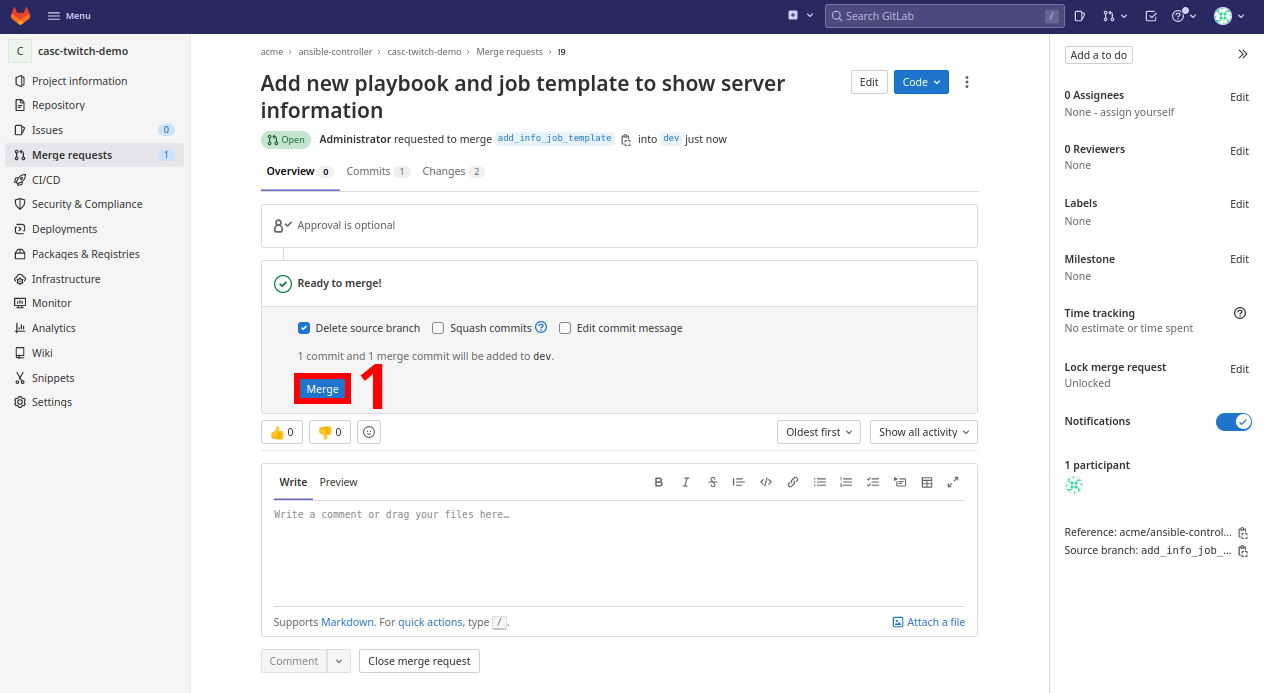 Menu
Search GitLab /
C casc-twitch-demo
Project information
Repository
Issues 0
Merge requests 1
CI/CD
Security & Compliance
Deployments
Packages & Registries
Infrastructure
Monitor
Analytics
Wiki
Snippets
Settings
acme › ansible-controller › casc-twitch-demo › Merge requests › !9
Add new playbook and job template to show server
information
Edit
Code
Open Administrator requested to merge add_info_job_template into dev just now
Overview 0 Commits 1 Changes 2
Approval is optional
Ready to merge!
Delete source branch Squash commits Edit commit message
1 commit and 1 merge commit will be added to dev.
Merge 1
0 0
Oldest first Show all activity
Write Preview
Write a comment or drag your files here…
Supports Markdown. For quick actions, type /.
Attach a file
Comment Close merge request
Add a to do
0 Assignees Edit
None - assign yourself
0 Reviewers Edit
None
Labels Edit
None
Milestone Edit
None
Time tracking
No estimate or time spent
Lock merge request Edit
Unlocked
Notifications
1 participant
Reference: acme/ansible-control…
Source branch: add_info_job_…